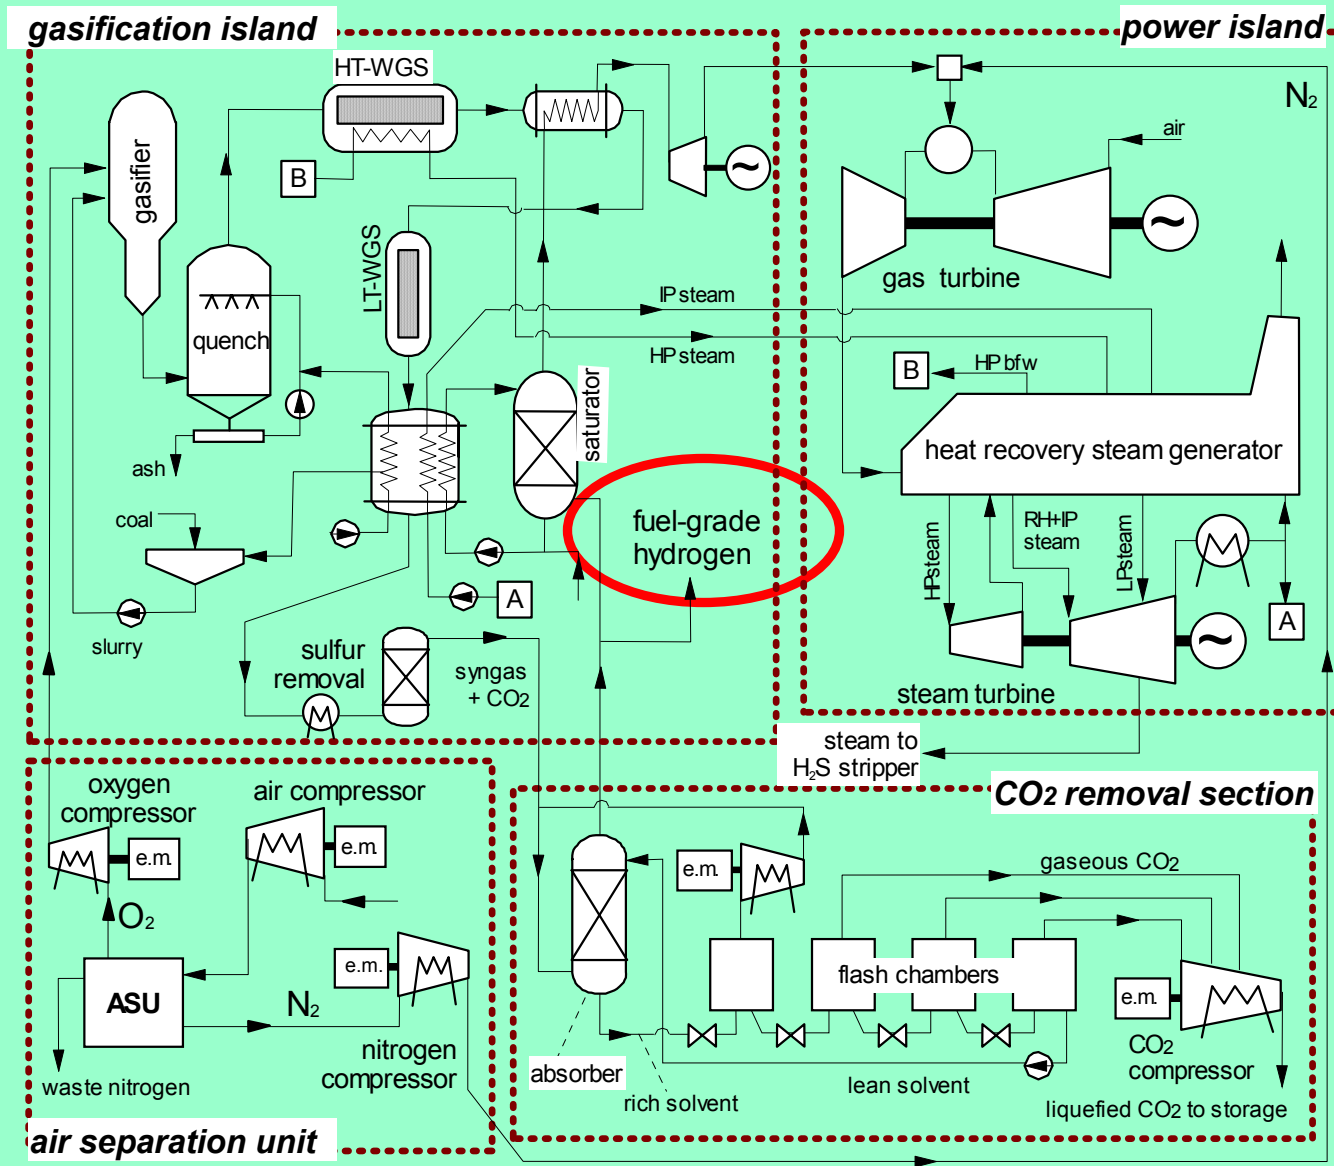 gasification island
power island
HT-WGS
N2
air
gasifier
B
LT-WGS
gas turbine
quench
IP steam
HP steam
B
HP bfw
saturator
heat recovery steam generator
ash
coal
fuel-grade
hydrogen
HP steam
RH+IP
steam
LP steam
A
A
slurry
sulfur
removal
syngas
+ CO2
steam turbine
steam to
H2S stripper
oxygen
compressor
air compressor
CO2 removal section
e.m.
e.m.
e.m.
gaseous CO2
O2
e.m.
flash chambers
ASU
N2
e.m.
nitrogen
compressor
CO2
compressor
waste nitrogen
absorber
rich solvent
lean solvent
liquefied CO2 to storage
air separation unit